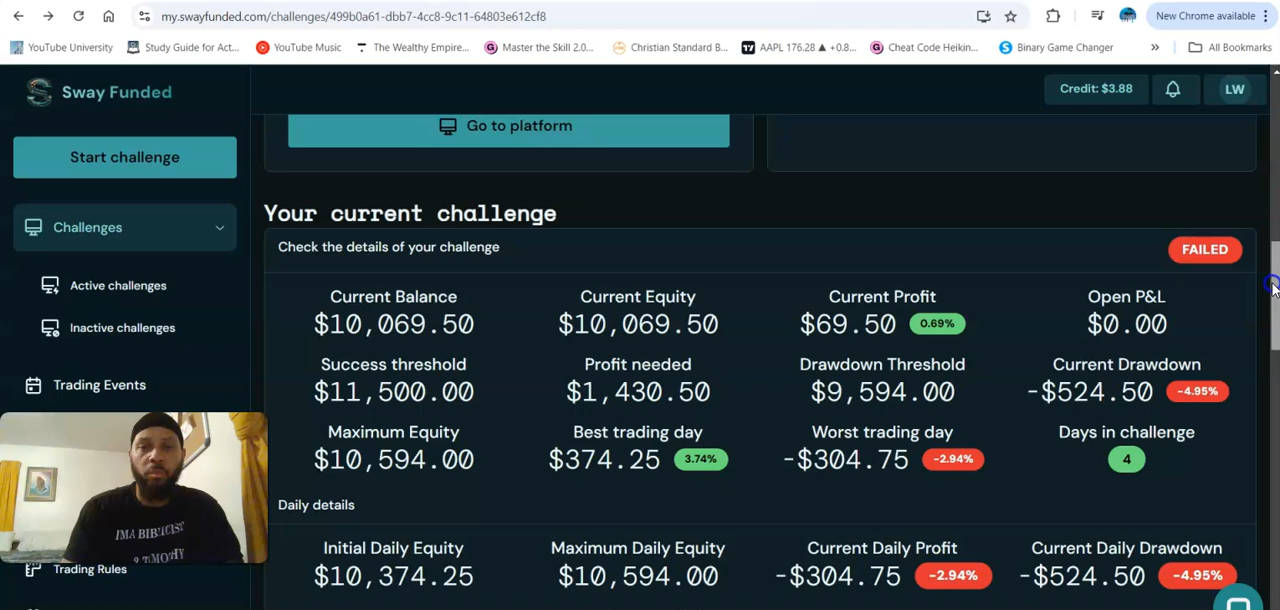 my.swayfunded.com/challenges/499b0a61-dbb7-4cc8-9c11-64803e612cf8
New Chrome available
YouTube University
Study Guide for Act...
YouTube Music
The Wealthy Empire...
Master the Skill 2.0...
Christian Standard B...
AAPL 176.28 ▲ +0.8...
Cheat Code Heikin...
Binary Game Changer
»
All Bookmarks
Sway Funded
Credit: $3.88
LW
Start challenge
Go to platform
Challenges
Active challenges
Inactive challenges
Trading Events
Trading Rules
Your current challenge
Check the details of your challenge
FAILED
Current Balance
$10,069.50
Current Equity
$10,069.50
Current Profit
$69.50 0.69%
Open P&L
$0.00
Success threshold
$11,500.00
Profit needed
$1,430.50
Drawdown Threshold
$9,594.00
Current Drawdown
-$524.50 -4.95%
Maximum Equity
$10,594.00
Best trading day
$374.25 3.74%
Worst trading day
-$304.75 -2.94%
Days in challenge
4
Daily details
Initial Daily Equity
$10,374.25
Maximum Daily Equity
$10,594.00
Current Daily Profit
-$304.75 -2.94%
Current Daily Drawdown
-$524.50 -4.95%
IMA BIBLICIST
2 TIMOTHY